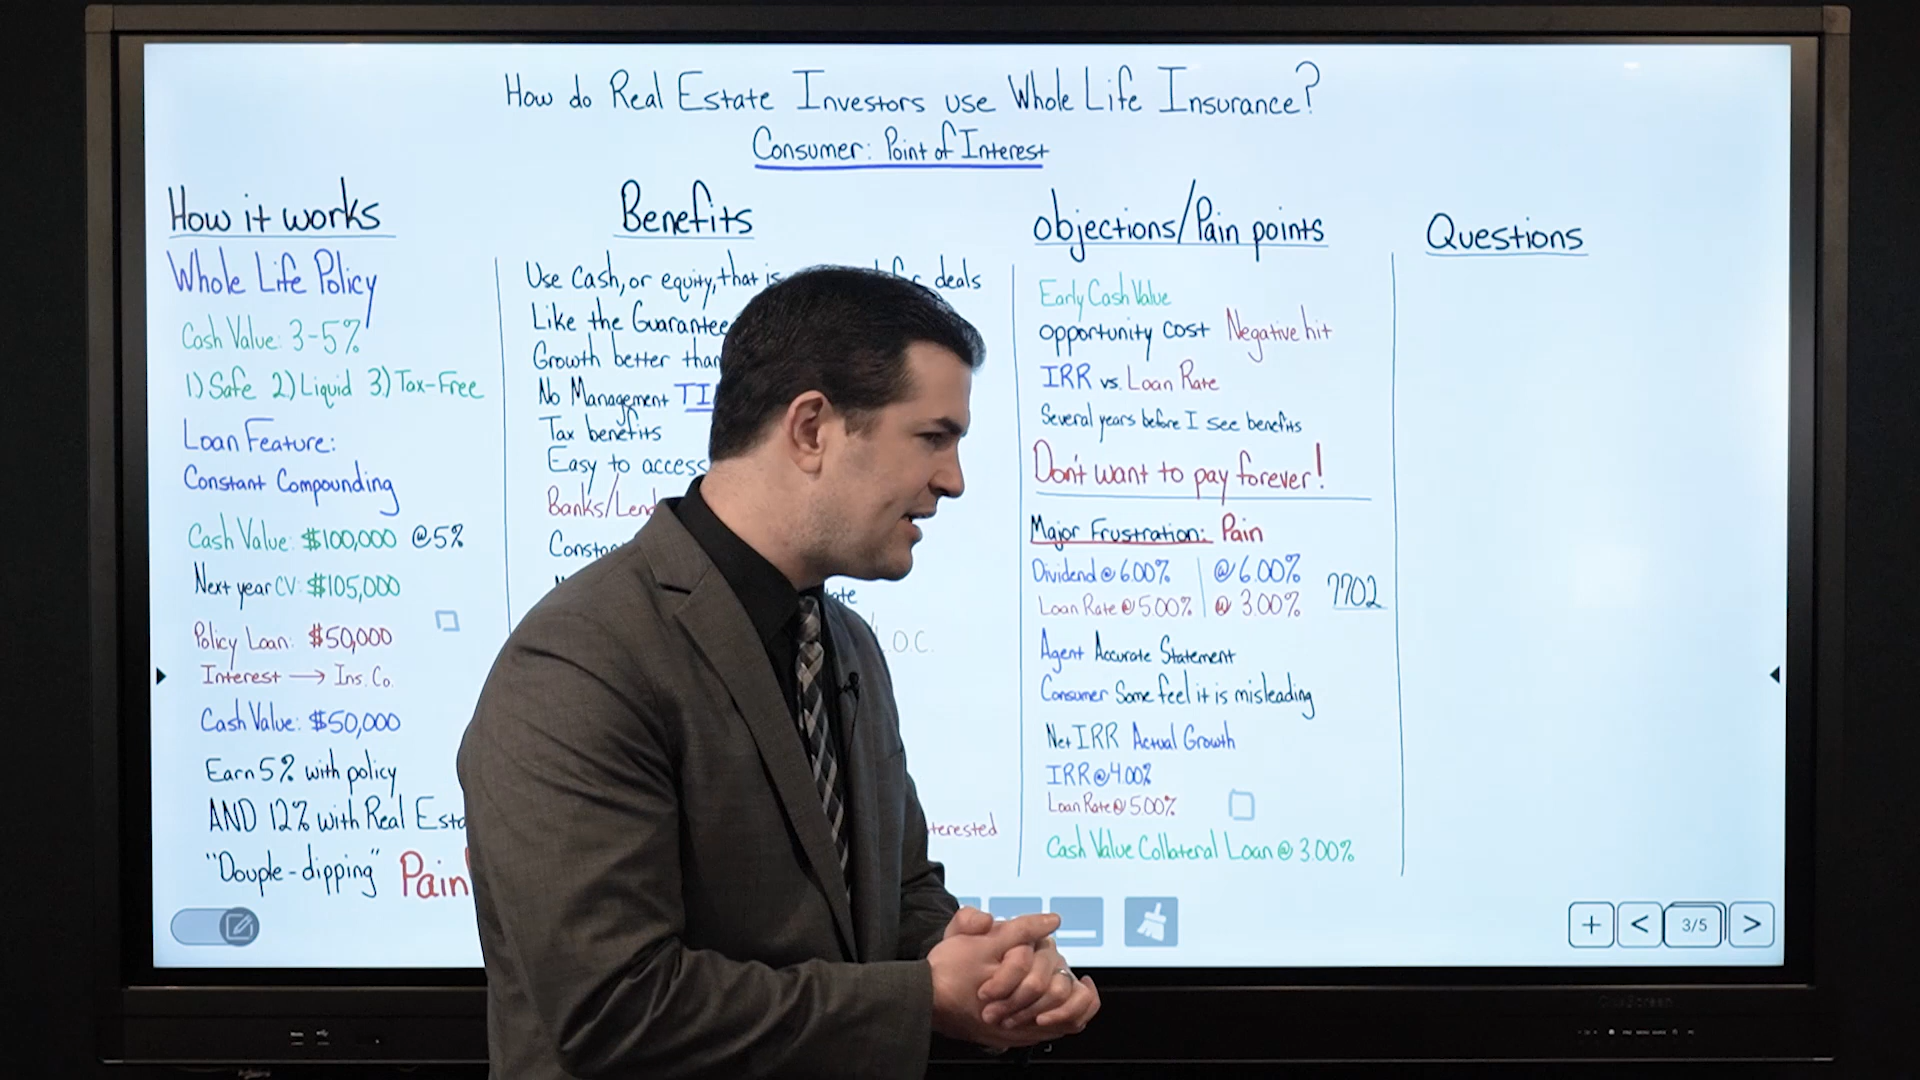 How do Real Estate Investors use Whole Life Insurance?
Consumer: Point of Interest
How it works
Whole Life Policy
Cash Value: 3-5%
1) Safe 2) Liquid 3) Tax-Free
Loan Feature:
Constant Compounding
Cash Value: $100,000 @5%
Next year CV: $105,000
Policy Loan: $50,000
Interest → Ins. Co.
Cash Value: $50,000
Earn 5% with policy
AND 12% with Real Esta
"Douple-dipping" Pain
Benefits
Use cash, or equity, that is deals
Like the Guarantee
Growth better than
No Management TI
Tax benefits
Easy to access
Banks/Lend
Consta
.O.C.
terested
Objections/Pain points
Early Cash Value
opportunity cost Negative hit
IRR vs. Loan Rate
Several years before I see benefits
Don't want to pay forever!
Major Frustration: Pain
Dividend @ 6.00% @ 6.00%
Loan Rate @ 5.00% @ 3.00% 7702
Agent Accurate Statement
Consumer Some feel it is misleading
Net IRR Actual Growth
IRR @ 4.00%
Loan Rate @ 5.00%
Cash Value Collateral Loan @ 3.00%
Questions
+ < 3/5 >